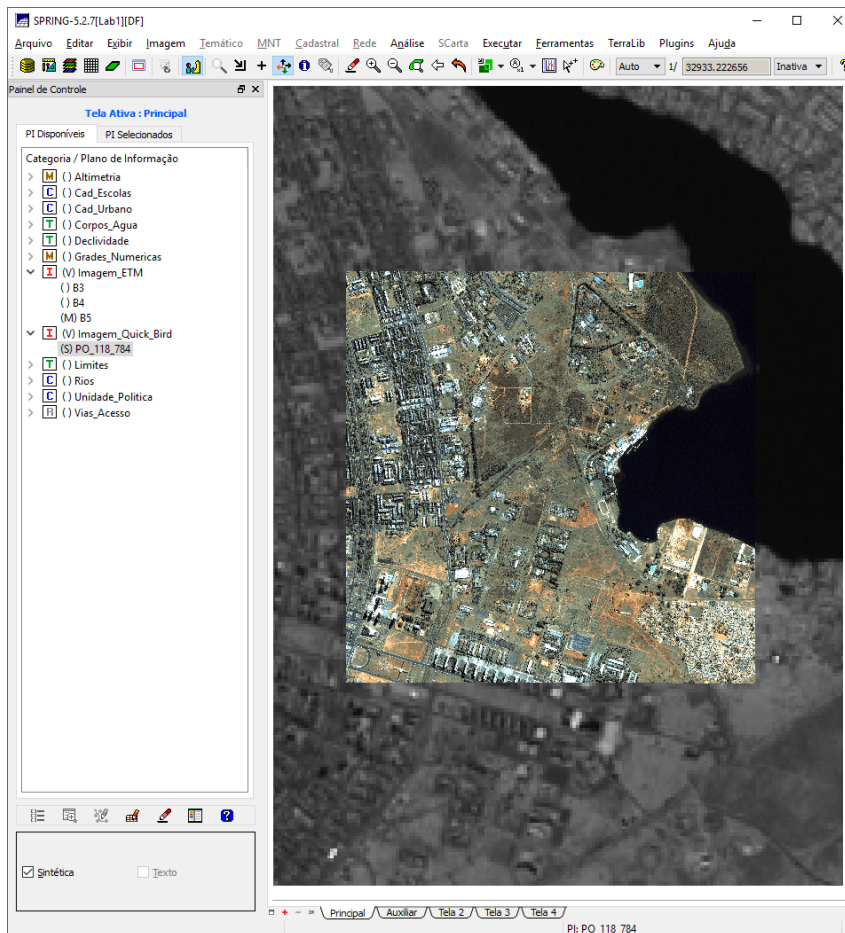 SPRING-5.2.7[Lab1][DF]
Arquivo Editar Exibir Imagem Temático MNT Cadastral Rede Análise SCarta Executar Ferramentas TerraLib Plugins Ajuda
Auto 1/ 32933.222656 Inativa
Painel de Controle
Tela Ativa : Principal
PI Disponíveis PI Selecionados
Categoria / Plano de Informação
M ( ) Altimetria
C ( ) Cad_Escolas
C ( ) Cad_Urbano
T ( ) Corpos_Agua
T ( ) Declividade
M ( ) Grades_Numericas
I (V) Imagem_ETM
( ) B3
( ) B4
(M) B5
I (V) Imagem_Quick_Bird
(S) PO_118_784
T ( ) Limites
C ( ) Rios
C ( ) Unidade_Politica
R ( ) Vias_Acesso
Sintética Texto
Principal Auxiliar Tela 2 Tela 3 Tela 4
PI: PO_118_784